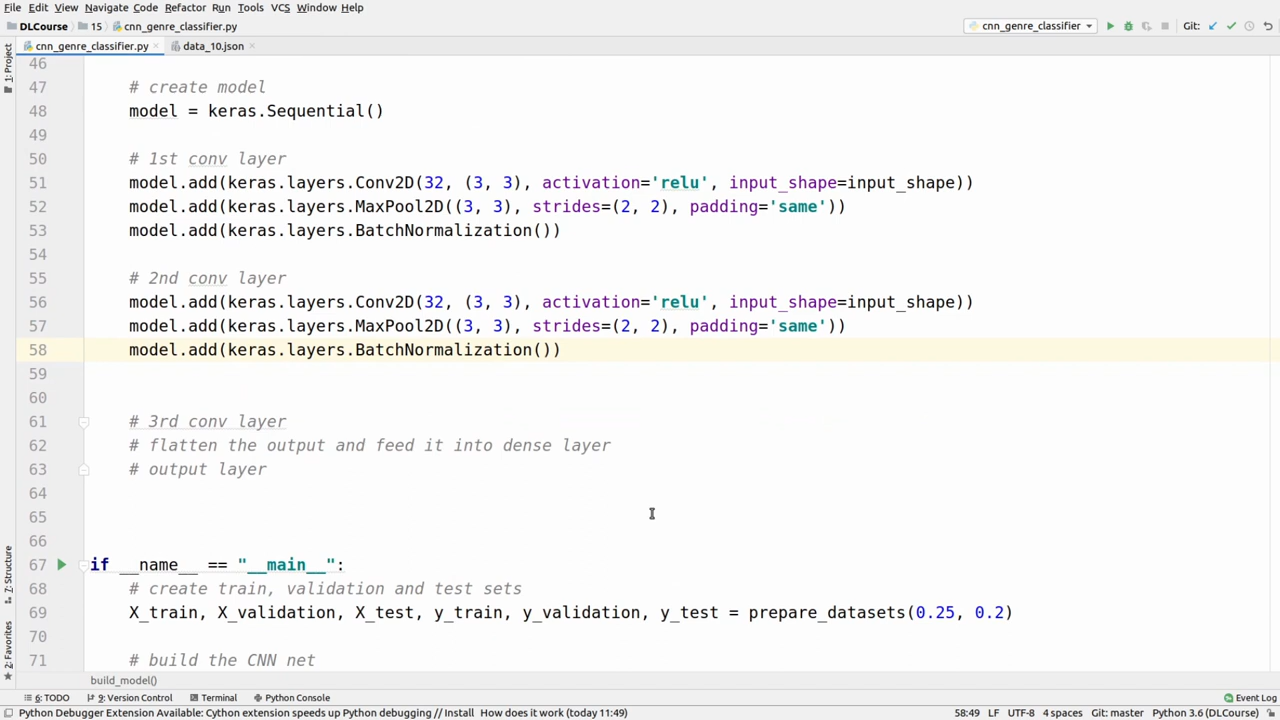 File Edit View Navigate Code Refactor Run Tools VCS Window Help
DLCourse 15 cnn_genre_classifier.py cnn_genre_classifier Git:
cnn_genre_classifier.py data_10.json
1: Project
46
47 # create model
48 model = keras.Sequential()
49
50 # 1st conv layer
51 model.add(keras.layers.Conv2D(32, (3, 3), activation='relu', input_shape=input_shape))
52 model.add(keras.layers.MaxPool2D((3, 3), strides=(2, 2), padding='same'))
53 model.add(keras.layers.BatchNormalization())
54
55 # 2nd conv layer
56 model.add(keras.layers.Conv2D(32, (3, 3), activation='relu', input_shape=input_shape))
57 model.add(keras.layers.MaxPool2D((3, 3), strides=(2, 2), padding='same'))
58 model.add(keras.layers.BatchNormalization())
59
60
61 # 3rd conv layer
62 # flatten the output and feed it into dense layer
63 # output layer
64
65
66
67 if __name__ == "__main__":
68 # create train, validation and test sets
69 X_train, X_validation, X_test, y_train, y_validation, y_test = prepare_datasets(0.25, 0.2)
70
71 # build the CNN net
7: Structure
2: Favorites
build_model()
6: TODO 9: Version Control Terminal Python Console Event Log
Python Debugger Extension Available: Cython extension speeds up Python debugging // Install How does it work (today 11:49) 58:49 LF UTF-8 4 spaces Git: master Python 3.6 (DLCourse)